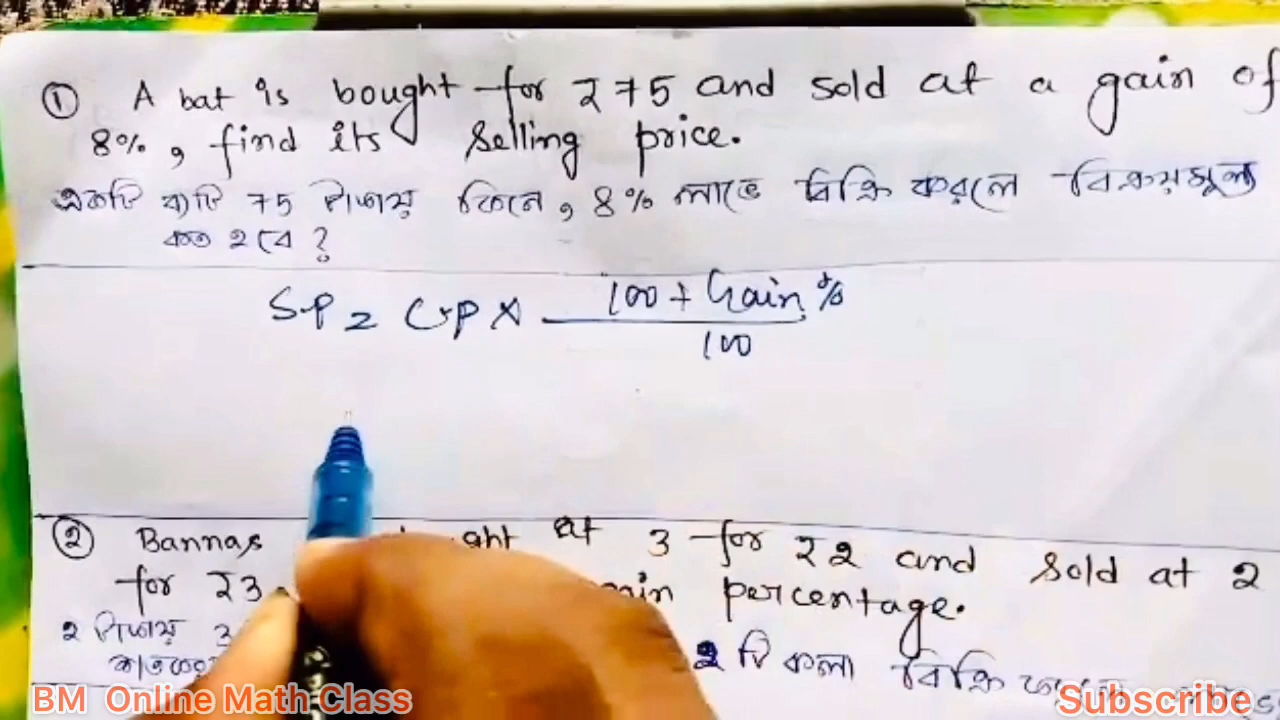 ① A bat is bought for ₹75 and sold at a gain of
8%, find its selling price.
একটি ব্যাট 75 টাকায় কিনে, 8% লাভে বিক্রি করলে বিক্রয়মূল্য
কত হবে?
SP = CP × 100 + Gain %
100
② Bannas at 3 for ₹2 and sold at 2
for ₹3 percentage.
2 টাকায় 3 2 টি কলা বিক্রি
BM Online Math Class
Subscribe